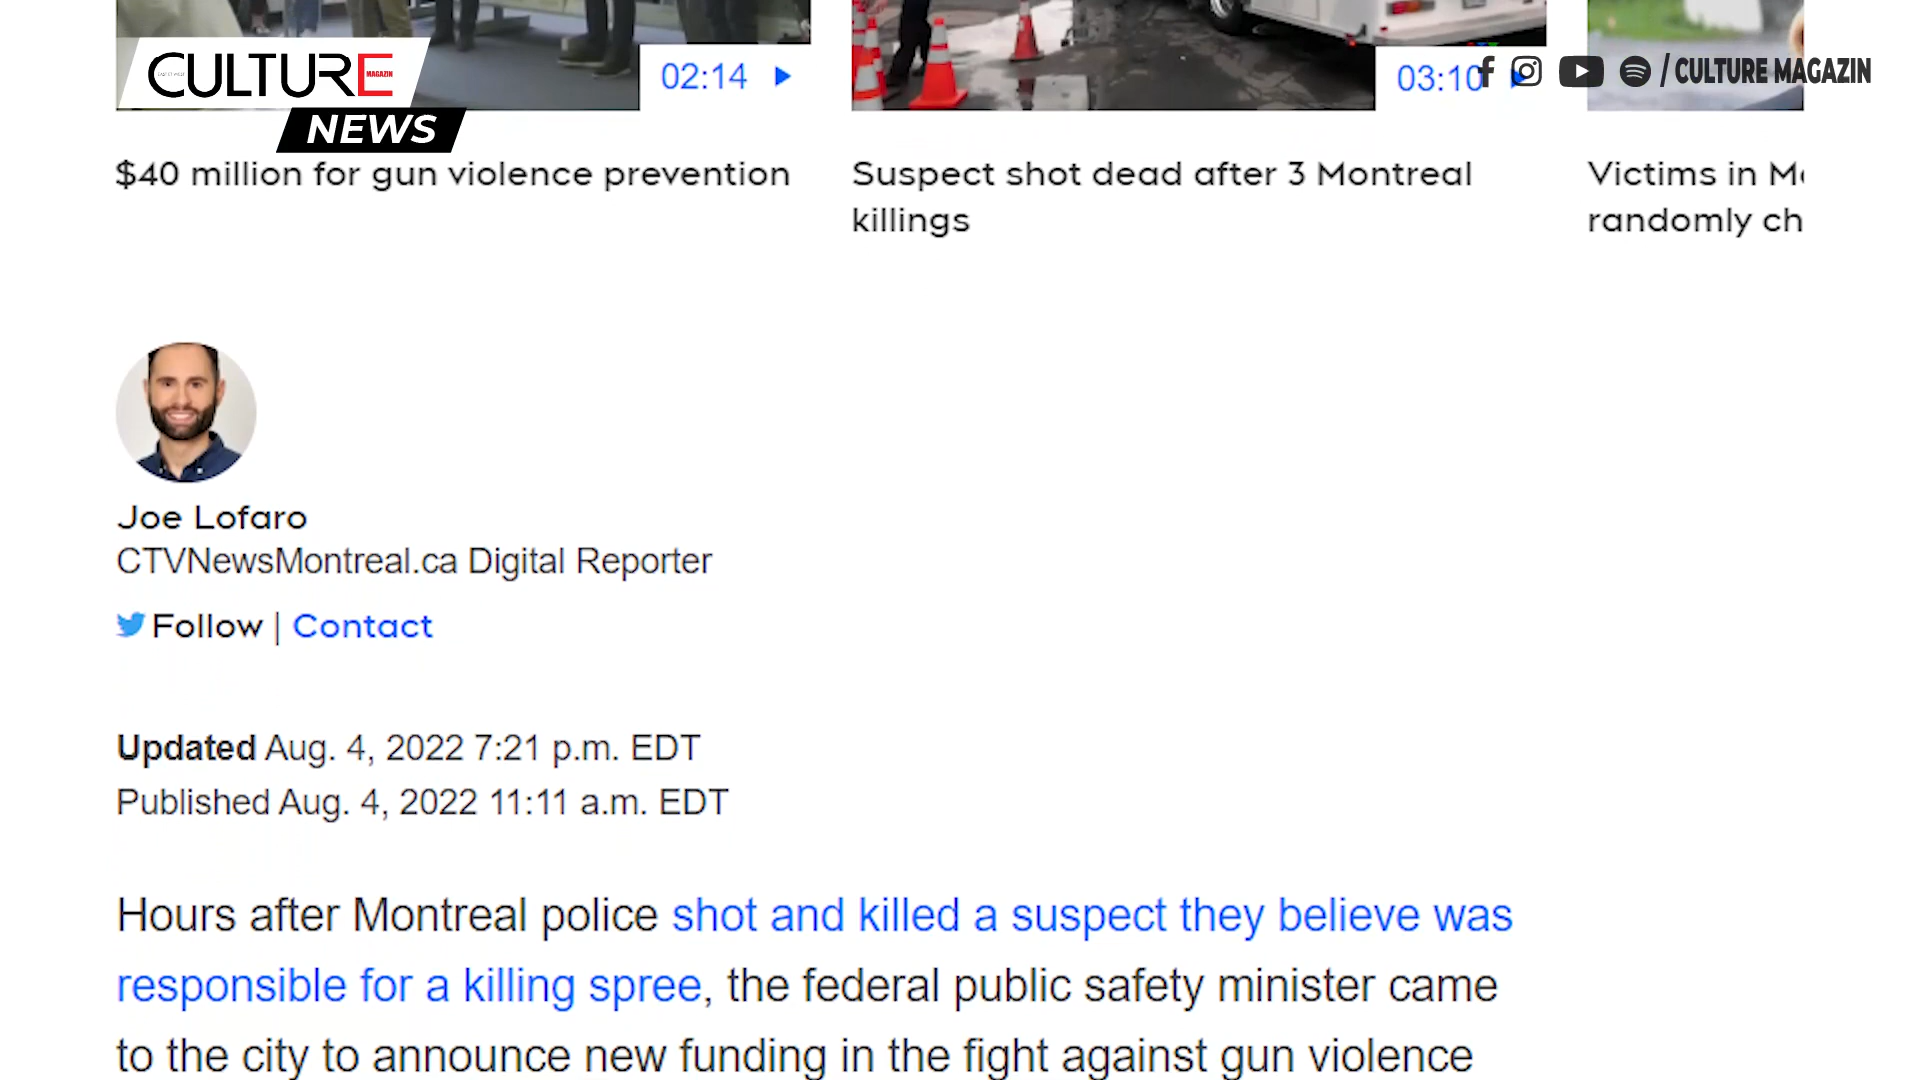 CULTURE
MAGAZIN
NEWS
02:14
03:10
/ CULTURE MAGAZIN
$40 million for gun violence prevention
Suspect shot dead after 3 Montreal
killings
Victims in
randomly ch
Joe Lofaro
CTVNewsMontreal.ca Digital Reporter
Follow | Contact
Updated Aug. 4, 2022 7:21 p.m. EDT
Published Aug. 4, 2022 11:11 a.m. EDT
Hours after Montreal police shot and killed a suspect they believe was
responsible for a killing spree, the federal public safety minister came
to the city to announce new funding in the fight against gun violence